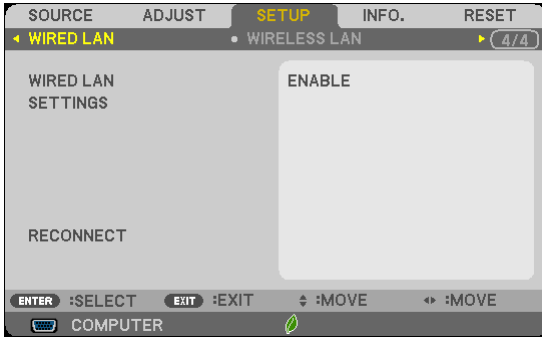 SOURCE ADJUST SETUP INFO. RESET
WIRED LAN • WIRELESS LAN 4/4
WIRED LAN ENABLE
SETTINGS
RECONNECT
ENTER :SELECT EXIT :EXIT :MOVE :MOVE
COMPUTER